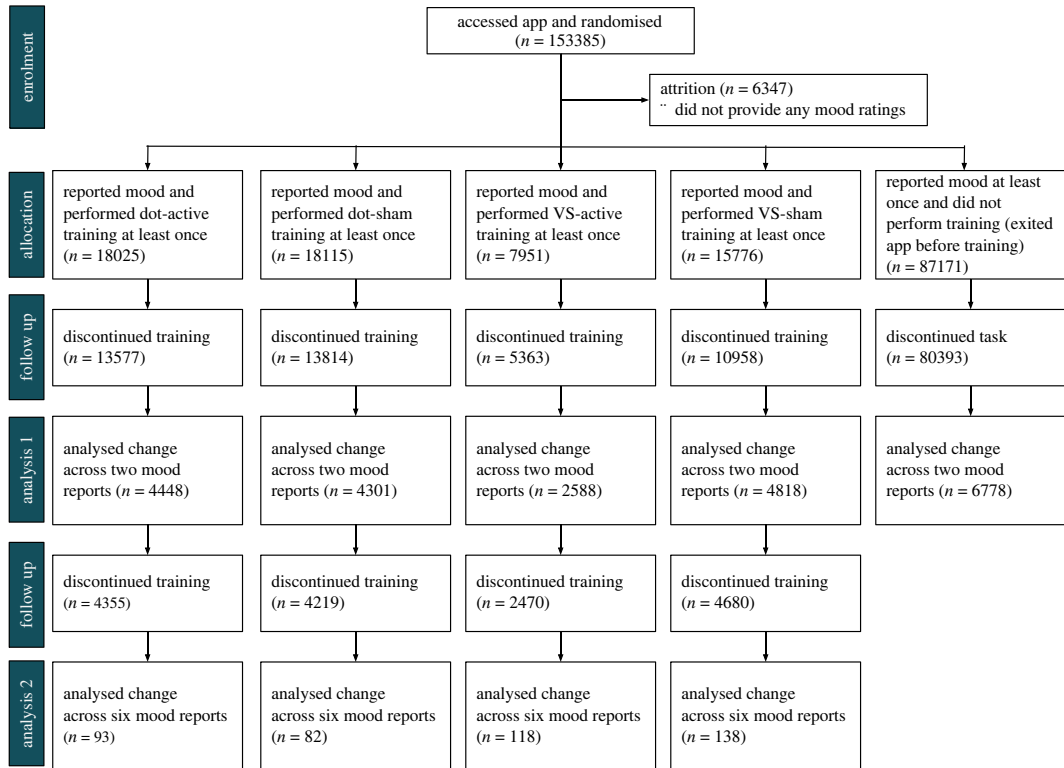 enrolment
accessed app and randomised
(n = 153385)
attrition (n = 6347)
¨ did not provide any mood ratings
allocation
reported mood and
performed dot-active
training at least once
(n = 18025)
reported mood and
performed dot-sham
training at least once
(n = 18115)
reported mood and
performed VS-active
training at least once
(n = 7951)
reported mood and
performed VS-sham
training at least once
(n = 15776)
reported mood at least
once and did not
perform training (exited
app before training)
(n = 87171)
follow up
discontinued training
(n = 13577)
discontinued training
(n = 13814)
discontinued training
(n = 5363)
discontinued training
(n = 10958)
discontinued task
(n = 80393)
analysis 1
analysed change
across two mood
reports (n = 4448)
analysed change
across two mood
reports (n = 4301)
analysed change
across two mood
reports (n = 2588)
analysed change
across two mood
reports (n = 4818)
analysed change
across two mood
reports (n = 6778)
follow up
discontinued training
(n = 4355)
discontinued training
(n = 4219)
discontinued training
(n = 2470)
discontinued training
(n = 4680)
analysis 2
analysed change
across six mood reports
(n = 93)
analysed change
across six mood reports
(n = 82)
analysed change
across six mood reports
(n = 118)
analysed change
across six mood reports
(n = 138)